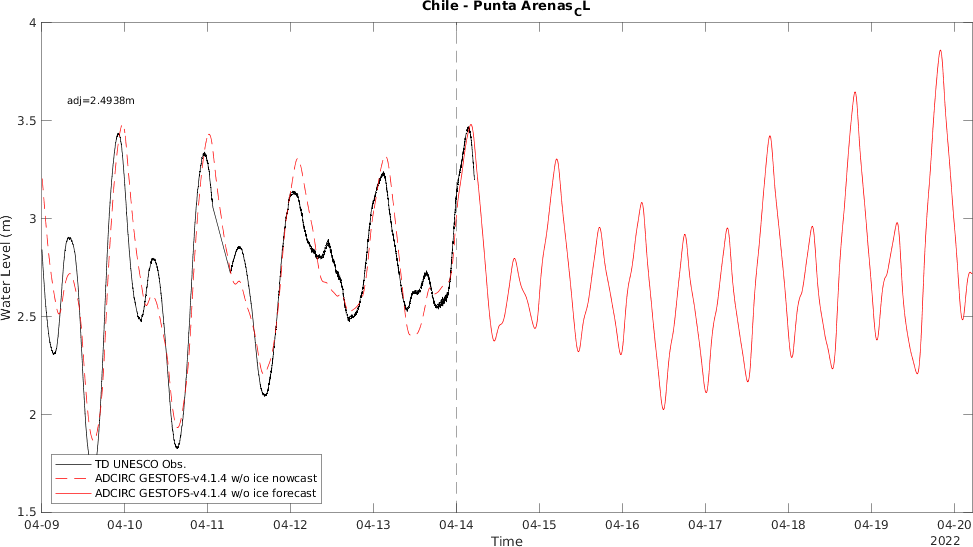 Chile - Punta Arenas_CL
4
adj=2.4938m
3.5
3
Water Level (m)
2.5
2
TD UNESCO Obs.
ADCIRC GESTOFS-v4.1.4 w/o ice nowcast
ADCIRC GESTOFS-v4.1.4 w/o ice forecast
1.5
04-09 04-10 04-11 04-12 04-13 04-14 04-15 04-16 04-17 04-18 04-19 04-20
Time 2022